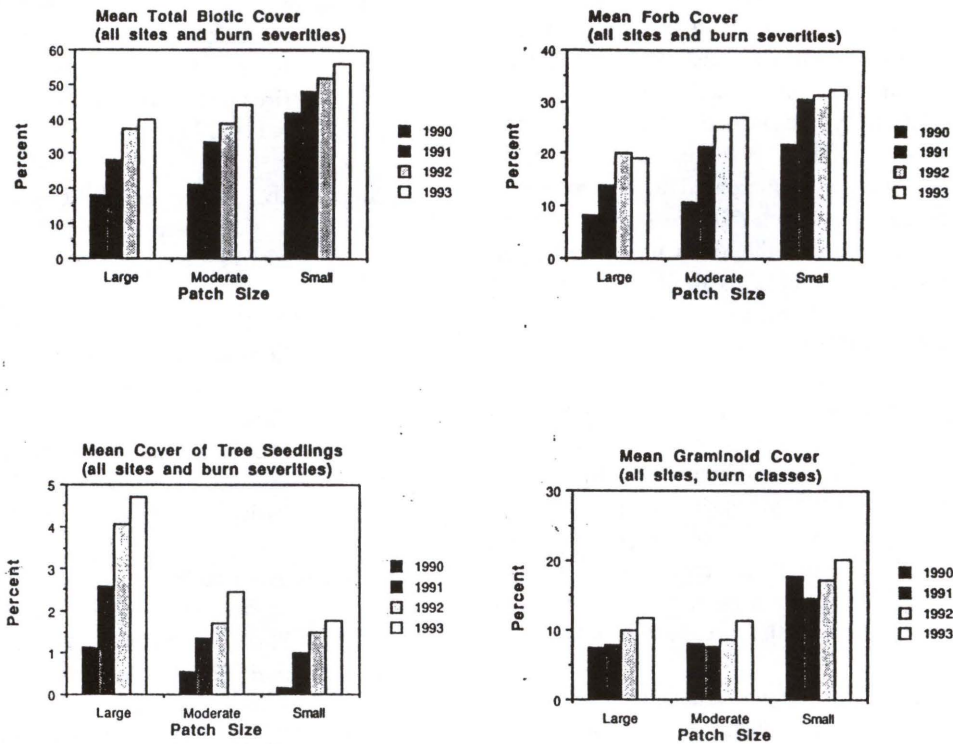 Mean Total Biotic Cover
(all sites and burn severities)
60
50
40
30
20
10
0
Percent
Large
Moderate
Small
Patch Size
1990
1991
1992
1993
Mean Forb Cover
(all sites and burn severities)
40
30
20
10
0
Percent
Large
Moderate
Small
Patch Size
1990
1991
1992
1993
Mean Cover of Tree Seedlings
(all sites and burn severities)
5
4
3
2
1
0
Percent
Large
Moderate
Small
Patch Size
1990
1991
1992
1993
Mean Graminoid Cover
(all sites, burn classes)
30
20
10
0
Percent
Large
Moderate
Small
Patch Size
1990
1991
1992
1993